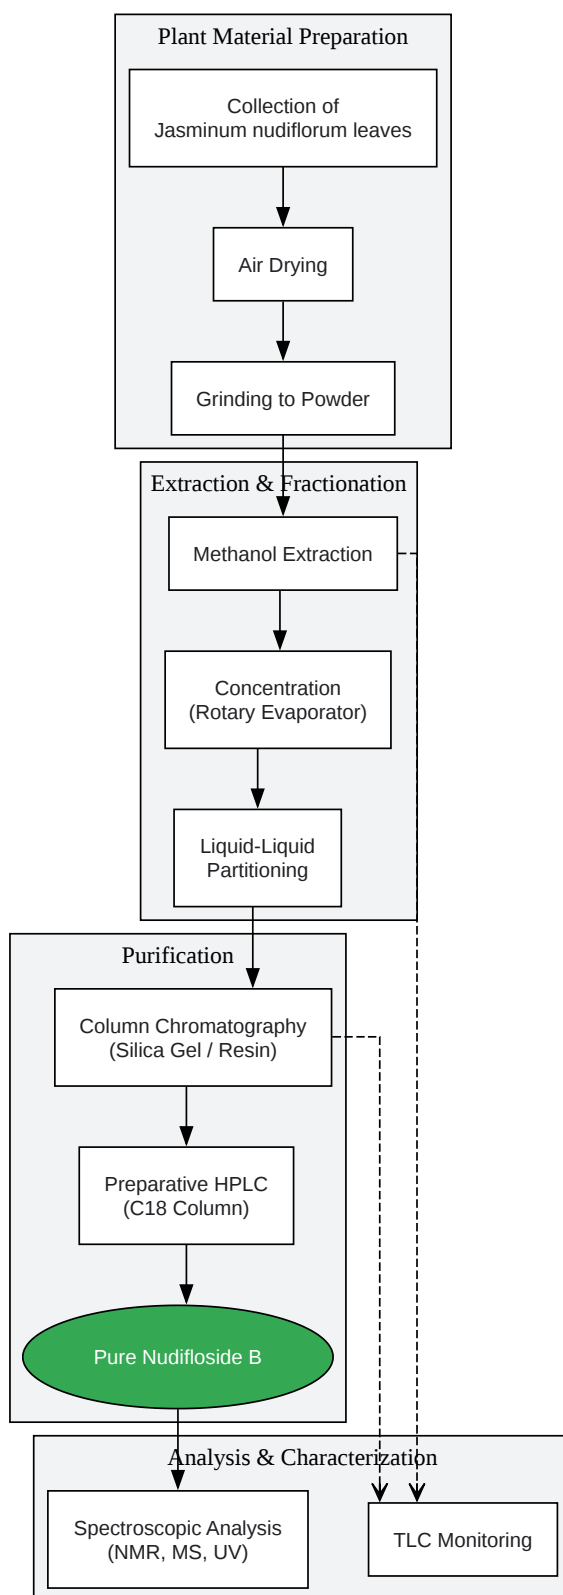 Plant Material Preparation
Collection of
Jasminum nudiflorum leaves
Air Drying
Grinding to Powder
Extraction & Fractionation
Methanol Extraction
Concentration
(Rotary Evaporator)
Liquid-Liquid
Partitioning
Purification
Column Chromatography
(Silica Gel / Resin)
Preparative HPLC
(C18 Column)
Pure Nudifloside B
Analysis & Characterization
Spectroscopic Analysis
(NMR, MS, UV)
TLC Monitoring